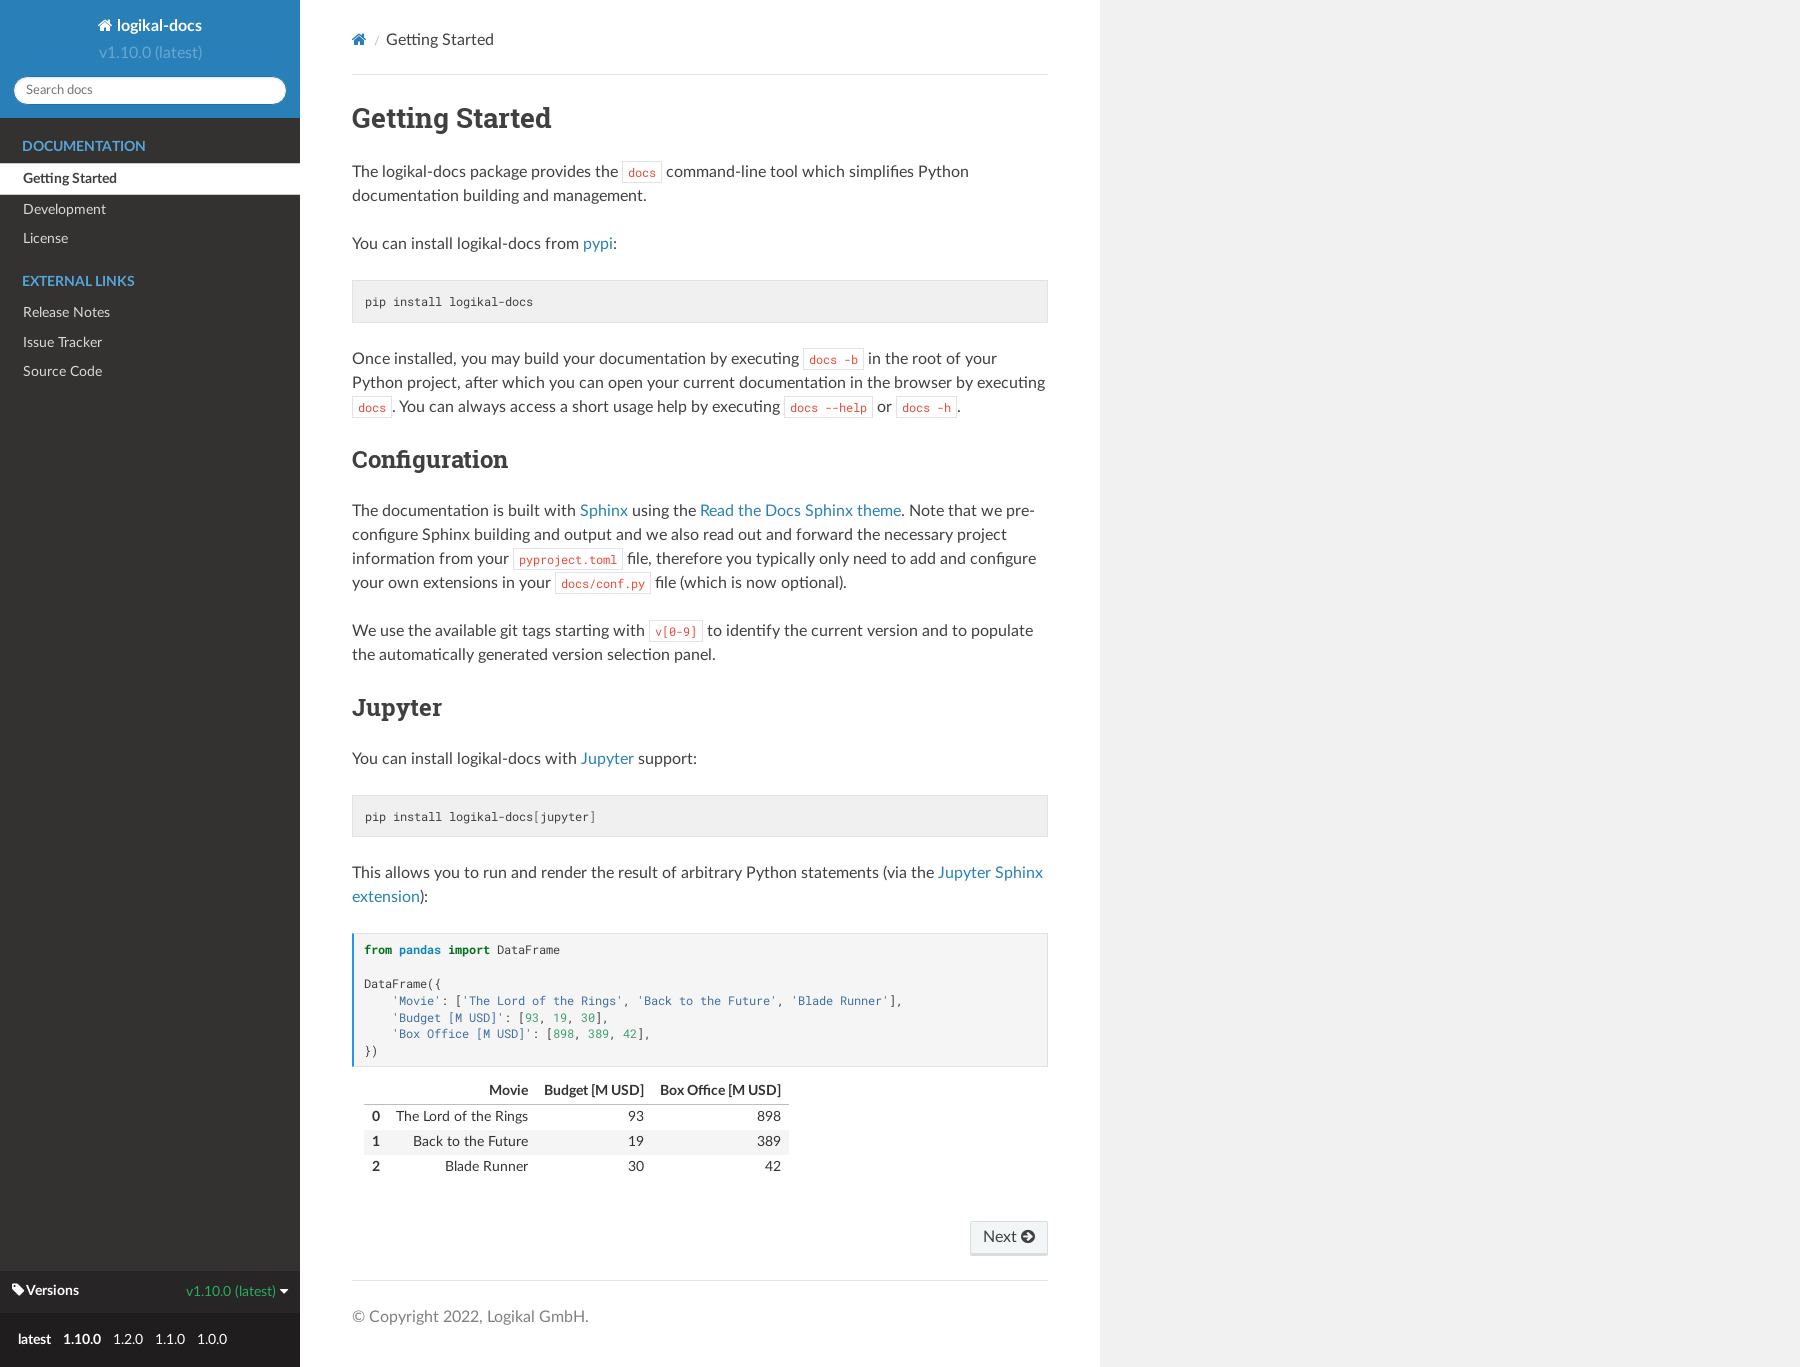 logikal-docs
v1.10.0 (latest)
Search docs
DOCUMENTATION
Getting Started
Development
License
EXTERNAL LINKS
Release Notes
Issue Tracker
Source Code
Versions v1.10.0 (latest)
latest 1.10.0 1.2.0 1.1.0 1.0.0
/ Getting Started
Getting Started
The logikal-docs package provides the docs command-line tool which simplifies Python
documentation building and management.
You can install logikal-docs from pypi:
pip install logikal-docs
Once installed, you may build your documentation by executing docs -b in the root of your
Python project, after which you can open your current documentation in the browser by executing
docs. You can always access a short usage help by executing docs --help or docs -h.
Configuration
The documentation is built with Sphinx using the Read the Docs Sphinx theme. Note that we pre-
configure Sphinx building and output and we also read out and forward the necessary project
information from your pyproject.toml file, therefore you typically only need to add and configure
your own extensions in your docs/conf.py file (which is now optional).
We use the available git tags starting with v[0-9] to identify the current version and to populate
the automatically generated version selection panel.
Jupyter
You can install logikal-docs with Jupyter support:
pip install logikal-docs[jupyter]
This allows you to run and render the result of arbitrary Python statements (via the Jupyter Sphinx
extension):
from pandas import DataFrame
DataFrame({
    'Movie': ['The Lord of the Rings', 'Back to the Future', 'Blade Runner'],
    'Budget [M USD]': [93, 19, 30],
    'Box Office [M USD]': [898, 389, 42],
})
Movie Budget [M USD] Box Office [M USD]
0 The Lord of the Rings 93 898
1 Back to the Future 19 389
2 Blade Runner 30 42
Next
© Copyright 2022, Logikal GmbH.